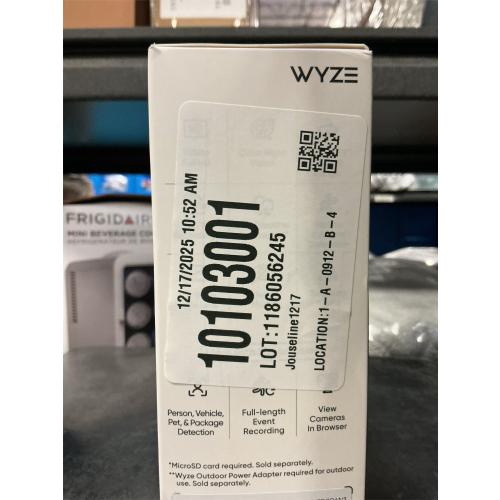 WYZE
12/17/2025 10:52 AM
10103001
LOT:1186056245
Jouseline1217
LOCATION:1-A-0912-B-4
FRIGIDAIRE
MINI BEVERAGE
Person, Vehicle,
Pet, & Package
Detection
Full-length
Event
Recording
View
Cameras
In Browser
*MicroSD card required. Sold separately.
**Wyze Outdoor Power Adapter required for outdoor
use. Sold separately.